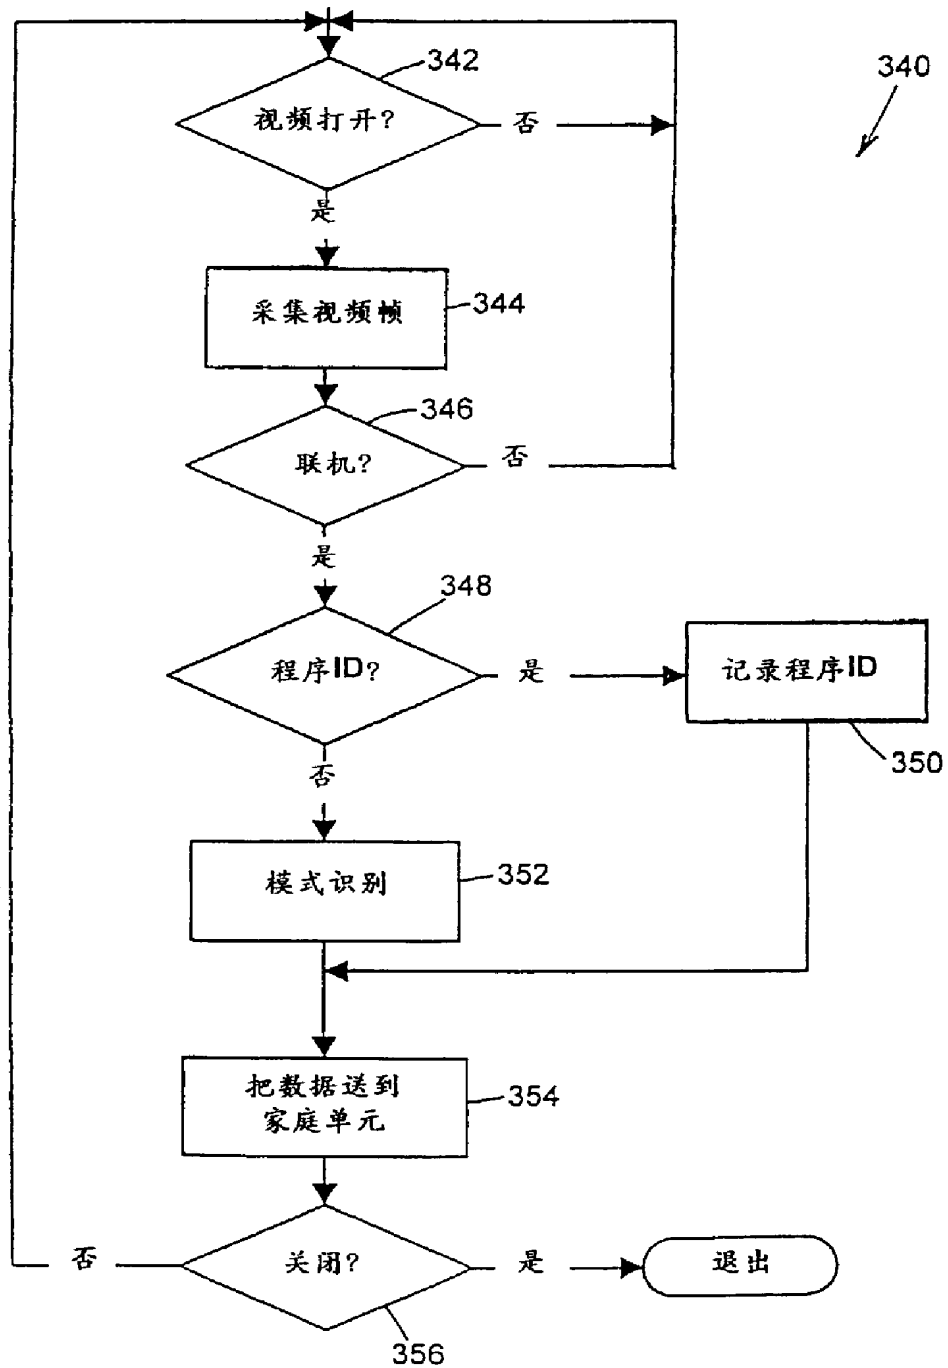 342
340
视频打开?
否
是
采集视频帧
344
346
联机?
否
是
348
程序ID?
是
记录程序ID
350
否
模式识别
352
把数据送到
家庭单元
354
否
关闭?
是
退出
356